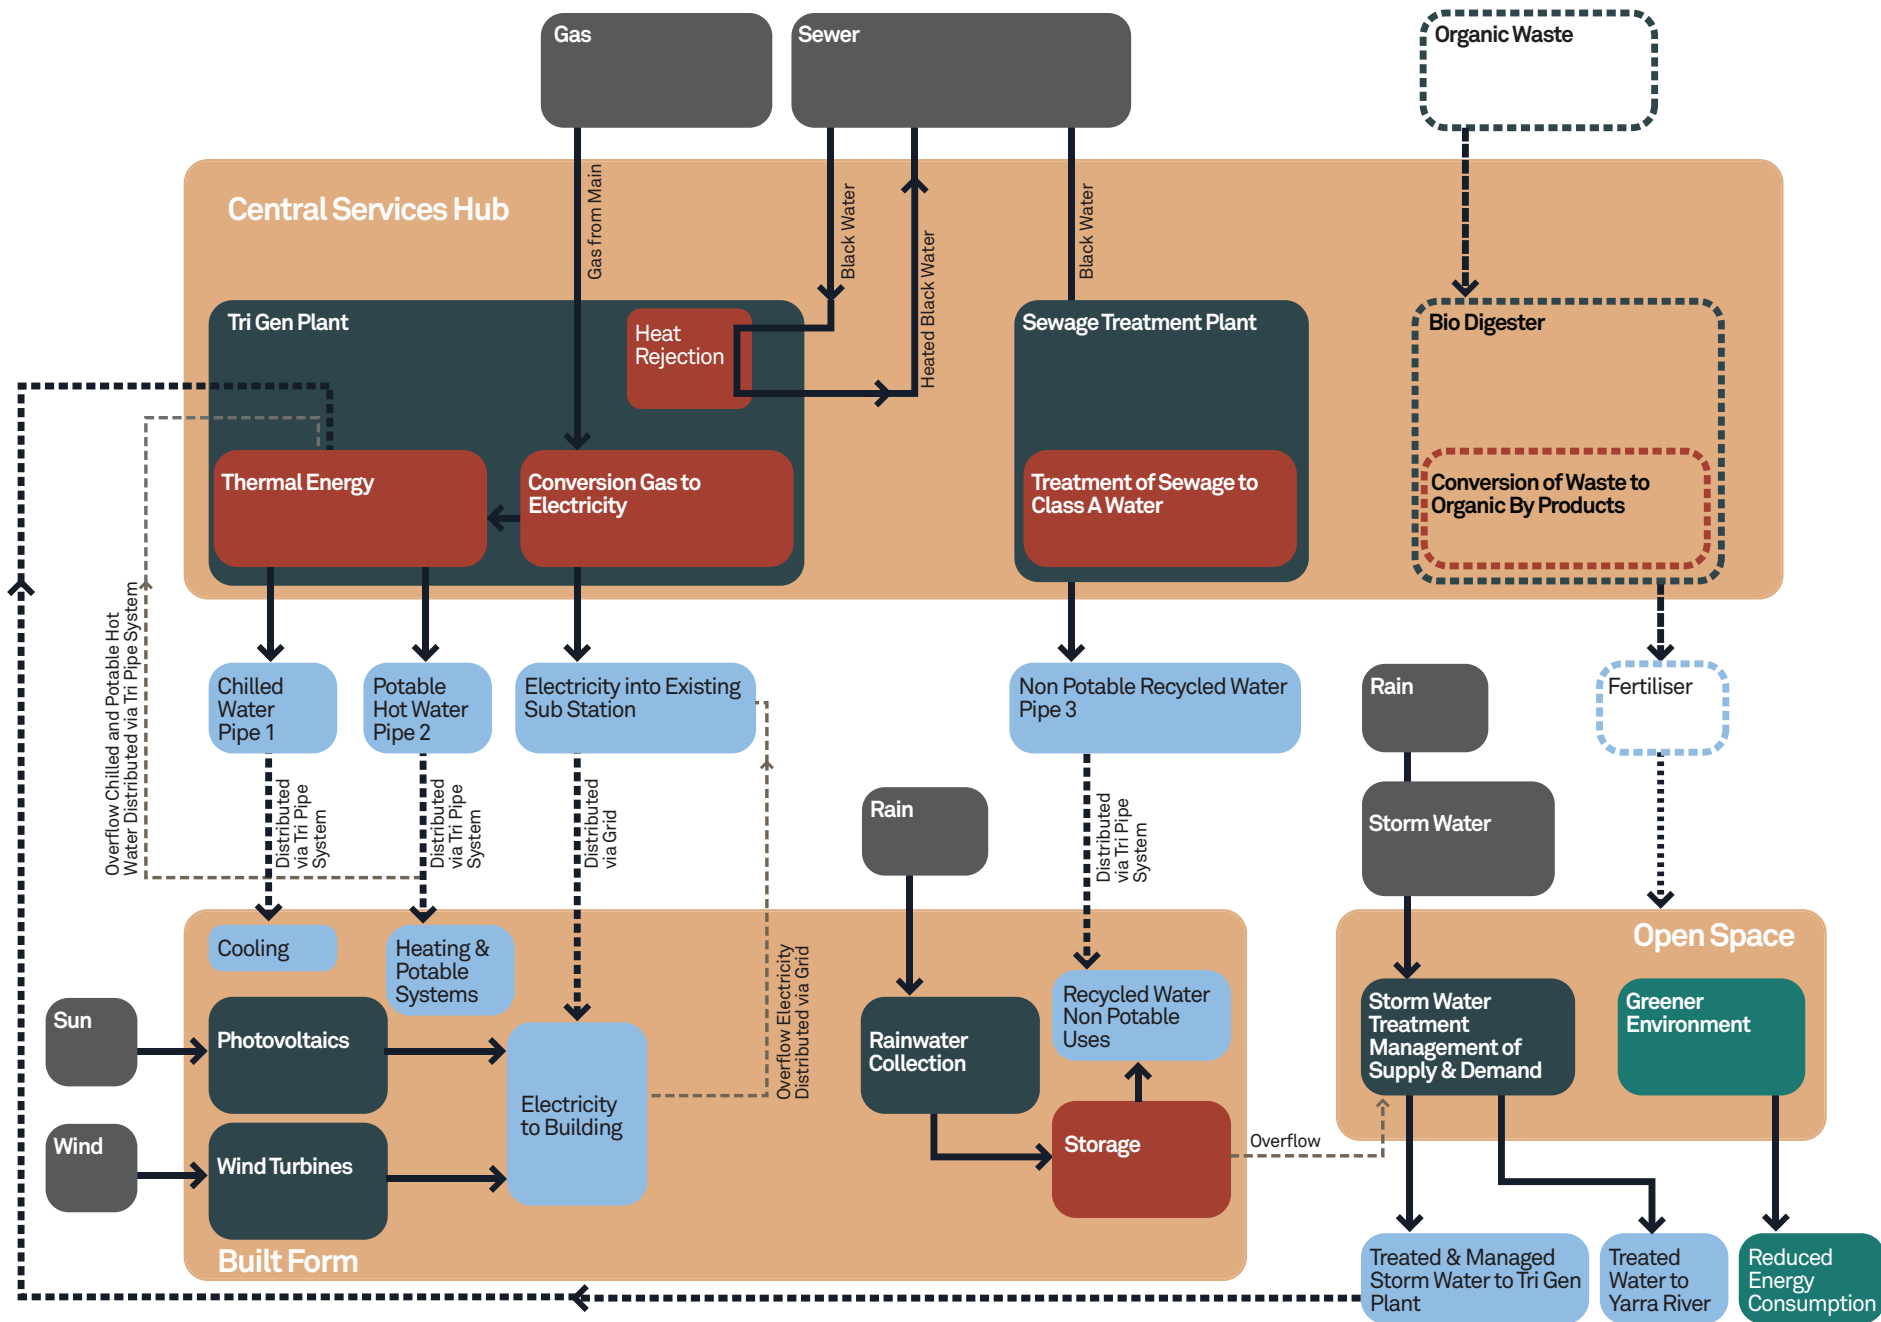 Gas
Sewer
Organic Waste
Central Services Hub
Gas from Main
Black Water
Heated Black Water
Black Water
Tri Gen Plant
Heat
Rejection
Sewage Treatment Plant
Bio Digester
Thermal Energy
Conversion Gas to
Electricity
Treatment of Sewage to
Class A Water
Conversion of Waste to
Organic By Products
Overflow Chilled and Potable Hot
Water Distributed via Tri Pipe System
Chilled
Water
Pipe 1
Potable
Hot Water
Pipe 2
Electricity into Existing
Sub Station
Non Potable Recycled Water
Pipe 3
Rain
Fertiliser
Distributed
via Tri Pipe
System
Distributed
via Tri Pipe
System
Distributed
via Grid
Rain
Distributed
via Tri Pipe
System
Storm Water
Cooling
Heating &
Potable
Systems
Overflow Electricity
Distributed via Grid
Open Space
Sun
Photovoltaics
Rainwater
Collection
Recycled Water
Non Potable
Uses
Storm Water
Treatment
Management of
Supply & Demand
Greener
Environment
Electricity
to Building
Wind
Wind Turbines
Storage
Overflow
Built Form
Treated & Managed
Storm Water to Tri Gen
Plant
Treated
Water to
Yarra River
Reduced
Energy
Consumption